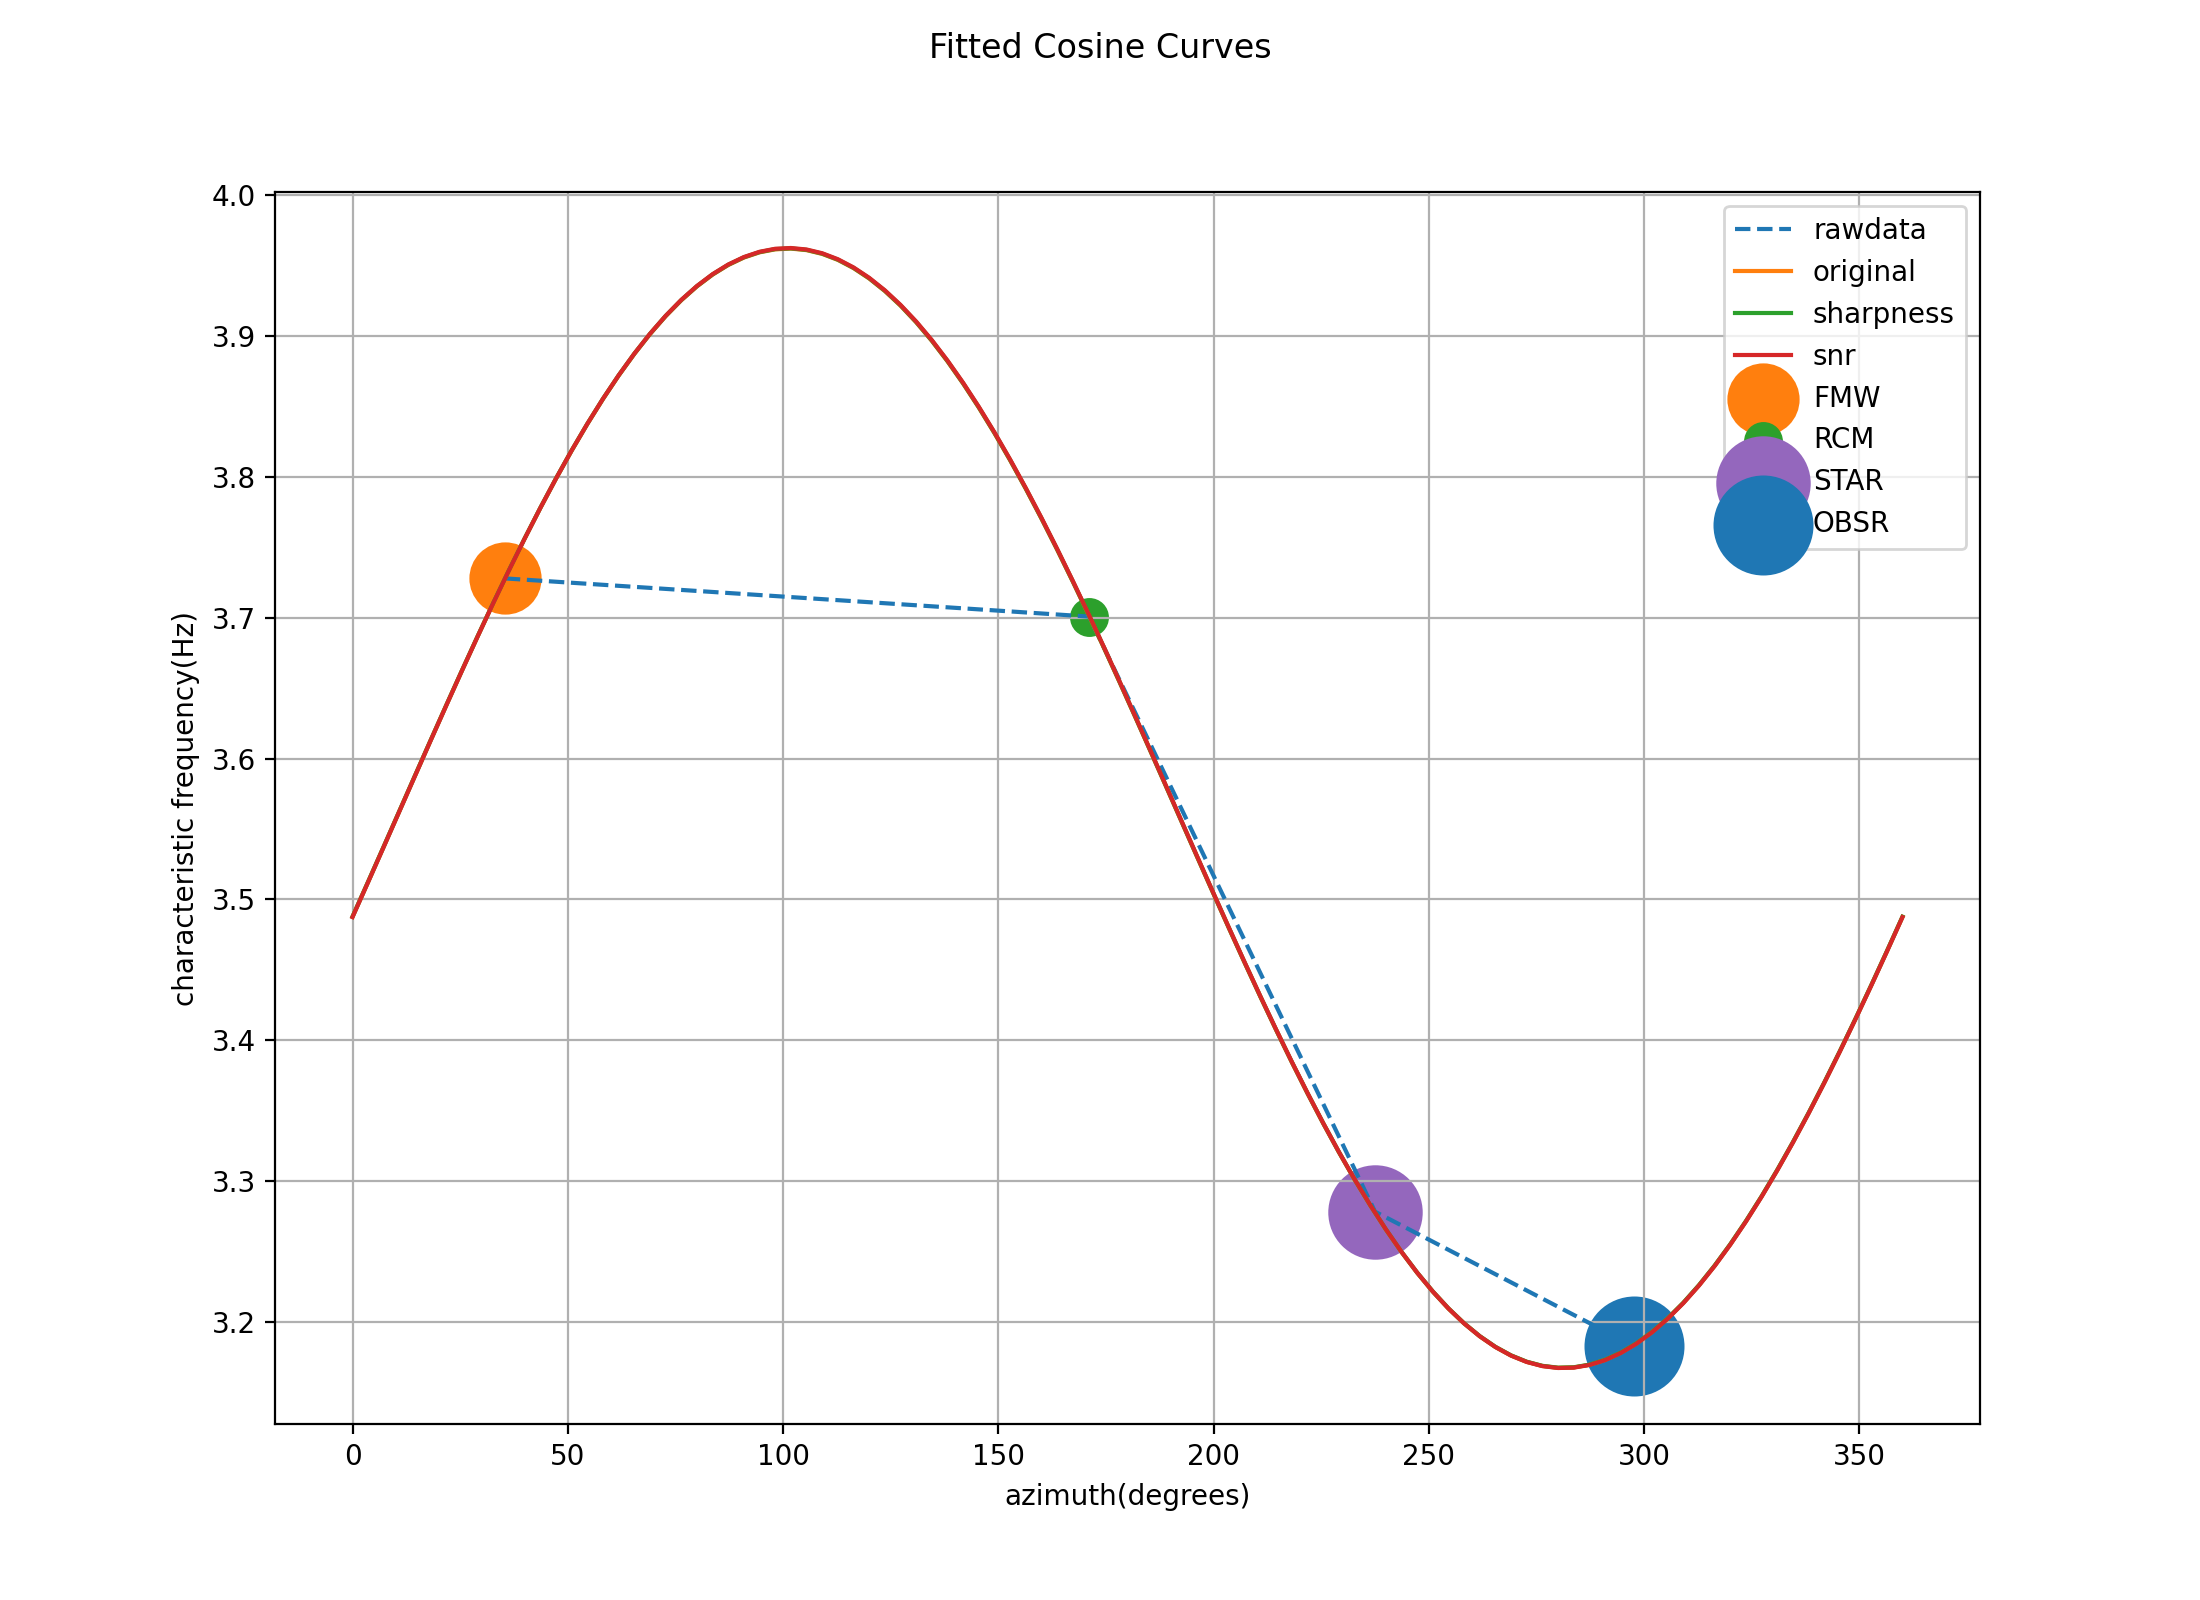 Fitted Cosine Curves
4.0
3.9
3.8
3.7
3.6
3.5
3.4
3.3
3.2
characteristic frequency(Hz)
rawdata
original
sharpness
snr
FMW
RCM
STAR
OBSR
0 50 100 150 200 250 300 350
azimuth(degrees)